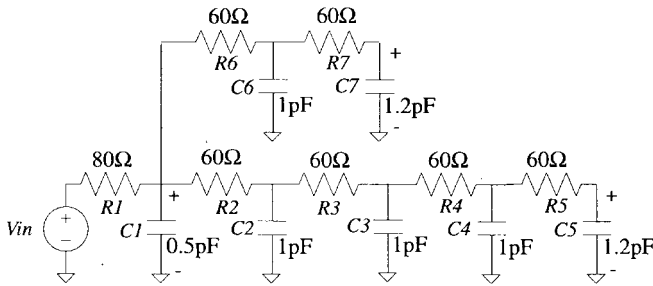 60Ω 60Ω
R6 R7 +
C6 C7
1pF 1.2pF
-
80Ω 60Ω 60Ω 60Ω 60Ω
+ +
R1 R2 R3 R4 R5
Vin + - C1 C2 C3 C4 C5
0.5pF 1pF 1pF 1pF 1.2pF
- -